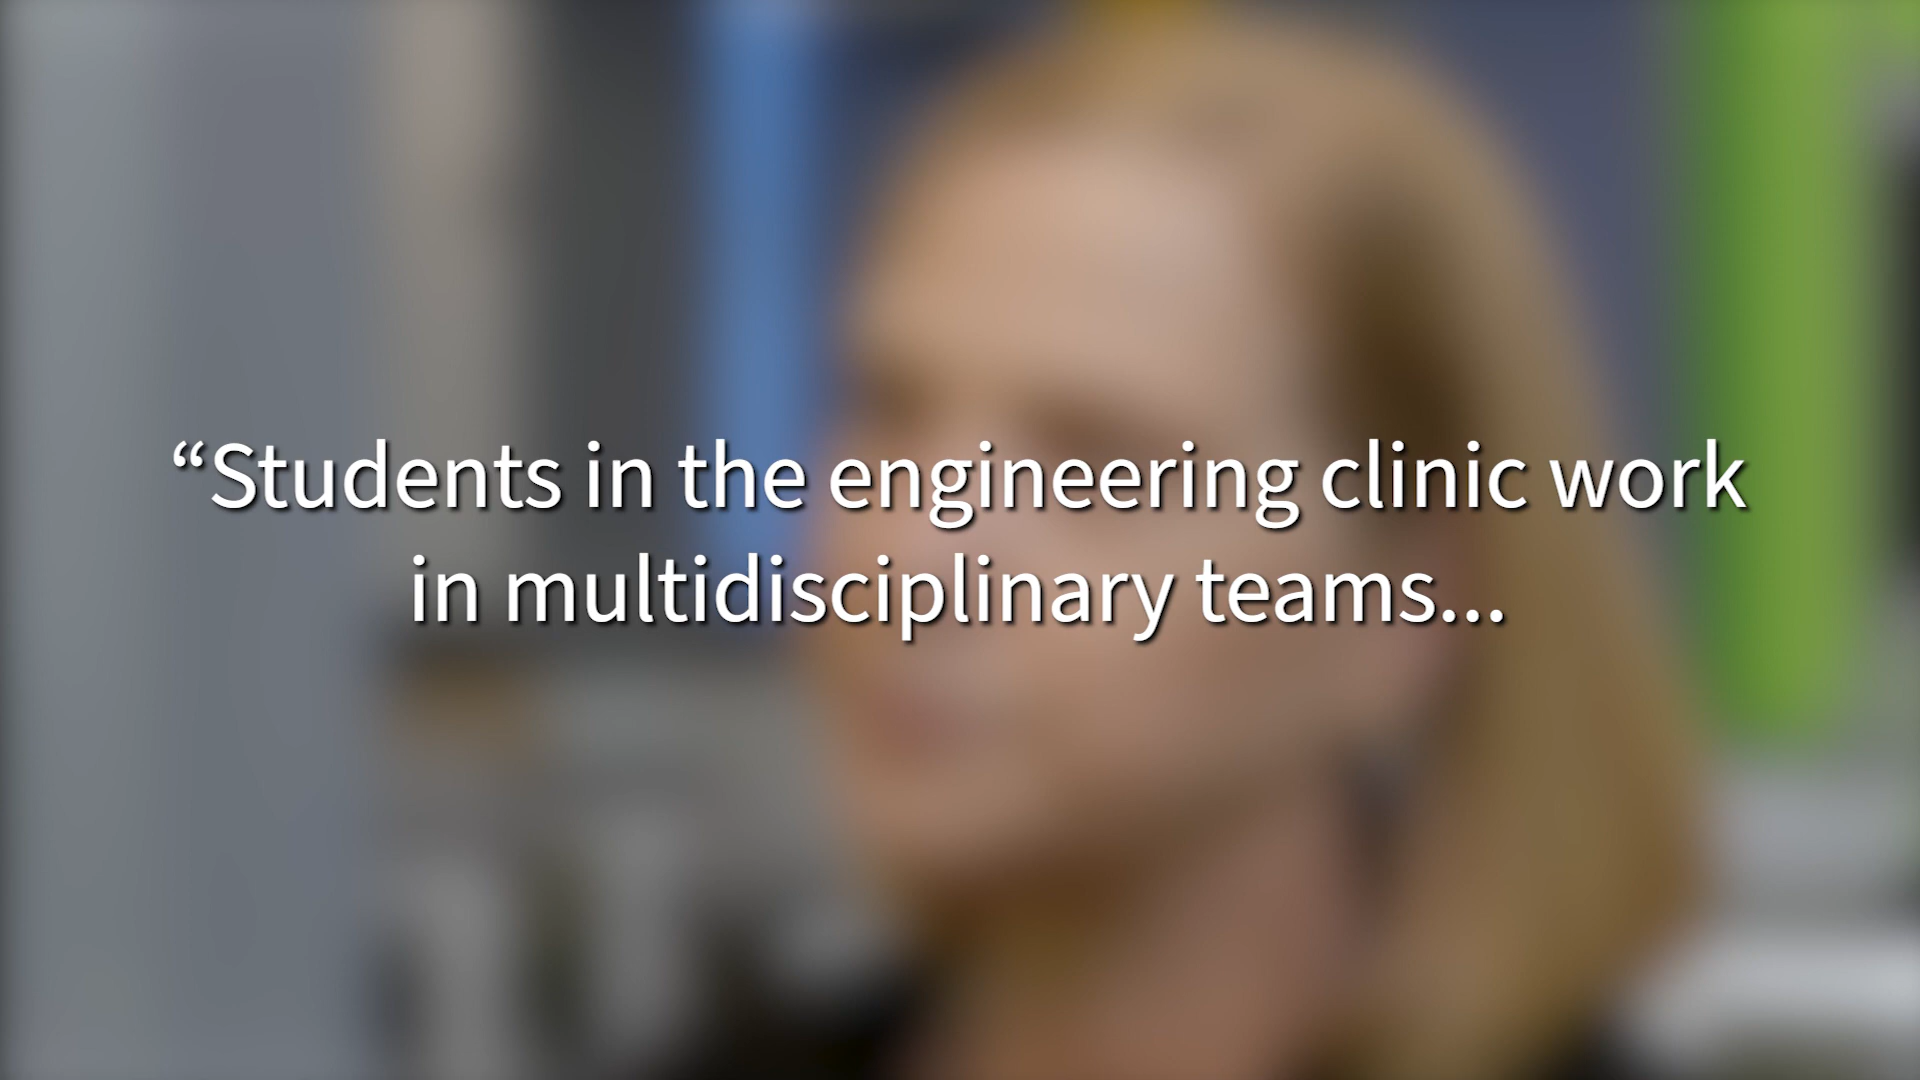 “Students in the engineering clinic work
in multidisciplinary teams...